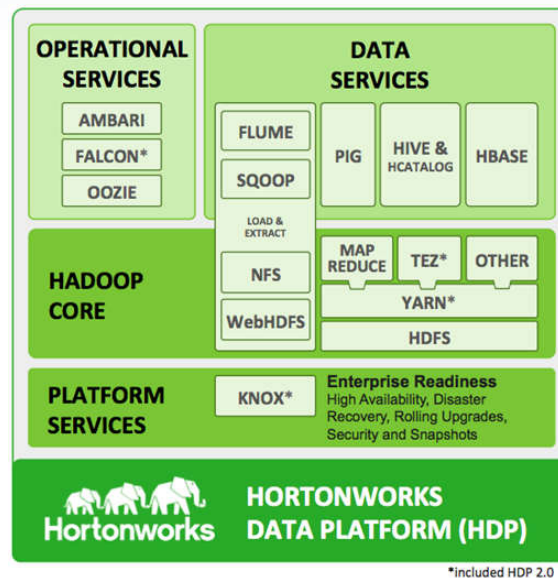 OPERATIONAL
SERVICES
AMBARI
FALCON*
OOZIE
DATA
SERVICES
FLUME
SQOOP
LOAD &
EXTRACT
NFS
WebHDFS
PIG
HIVE &
HCATALOG
HBASE
HADOOP
CORE
MAP
REDUCE
TEZ*
OTHER
YARN*
HDFS
PLATFORM
SERVICES
KNOX*
Enterprise Readiness
High Availability, Disaster
Recovery, Rolling Upgrades,
Security and Snapshots
Hortonworks
HORTONWORKS
DATA PLATFORM (HDP)
*included HDP 2.0